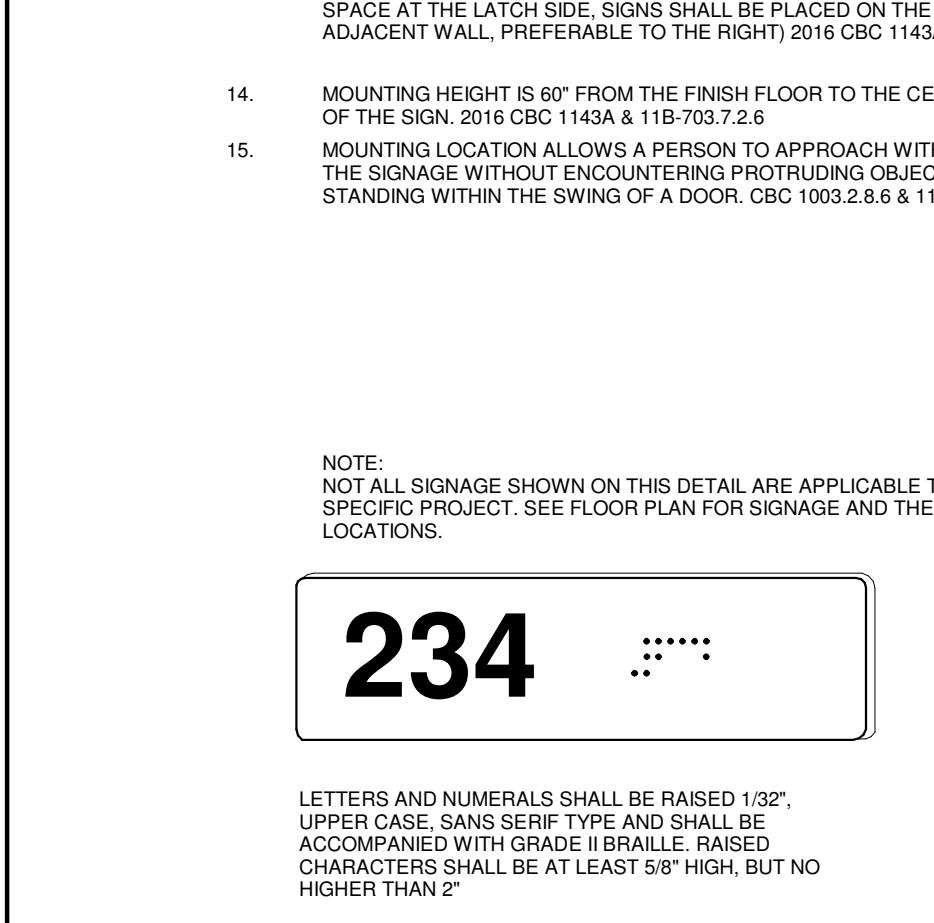 SPACE AT THE LATCH SIDE, SIGNS SHALL BE PLACED ON THE
ADJACENT WALL, PREFERABLE TO THE RIGHT) 2016 CBC 1143A
14. MOUNTING HEIGHT IS 60" FROM THE FINISH FLOOR TO THE CE
OF THE SIGN. 2016 CBC 1143A & 11B-703.7.2.6
15. MOUNTING LOCATION ALLOWS A PERSON TO APPROACH WITH
THE SIGNAGE WITHOUT ENCOUNTERING PROTRUDING OBJEC
STANDING WITHIN THE SWING OF A DOOR. CBC 1003.2.8.6 & 11
NOTE:
NOT ALL SIGNAGE SHOWN ON THIS DETAIL ARE APPLICABLE T
SPECIFIC PROJECT. SEE FLOOR PLAN FOR SIGNAGE AND THE
LOCATIONS.
234
LETTERS AND NUMERALS SHALL BE RAISED 1/32",
UPPER CASE, SANS SERIF TYPE AND SHALL BE
ACCOMPANIED WITH GRADE II BRAILLE. RAISED
CHARACTERS SHALL BE AT LEAST 5/8" HIGH, BUT NO
HIGHER THAN 2"